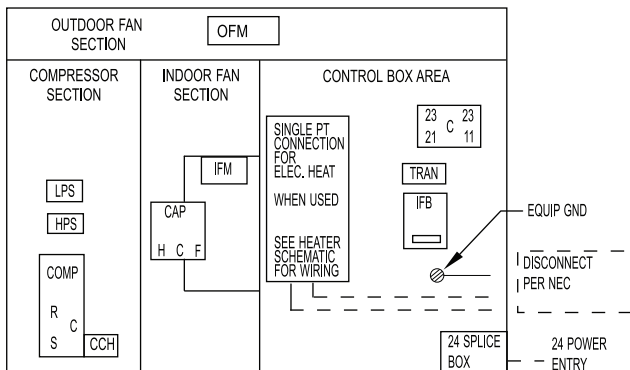 OUTDOOR FAN
SECTION
OFM
COMPRESSOR
SECTION
INDOOR FAN
SECTION
CONTROL BOX AREA
LPS
HPS
COMP
R
C
S
CCH
IFM
CAP
H C F
SINGLE PT
CONNECTION
FOR
ELEC. HEAT
WHEN USED
SEE HEATER
SCHEMATIC
FOR WIRING
23 C 23
21 11
TRAN
IFB
EQUIP GND
DISCONNECT
PER NEC
24 SPLICE
BOX
24 POWER
ENTRY